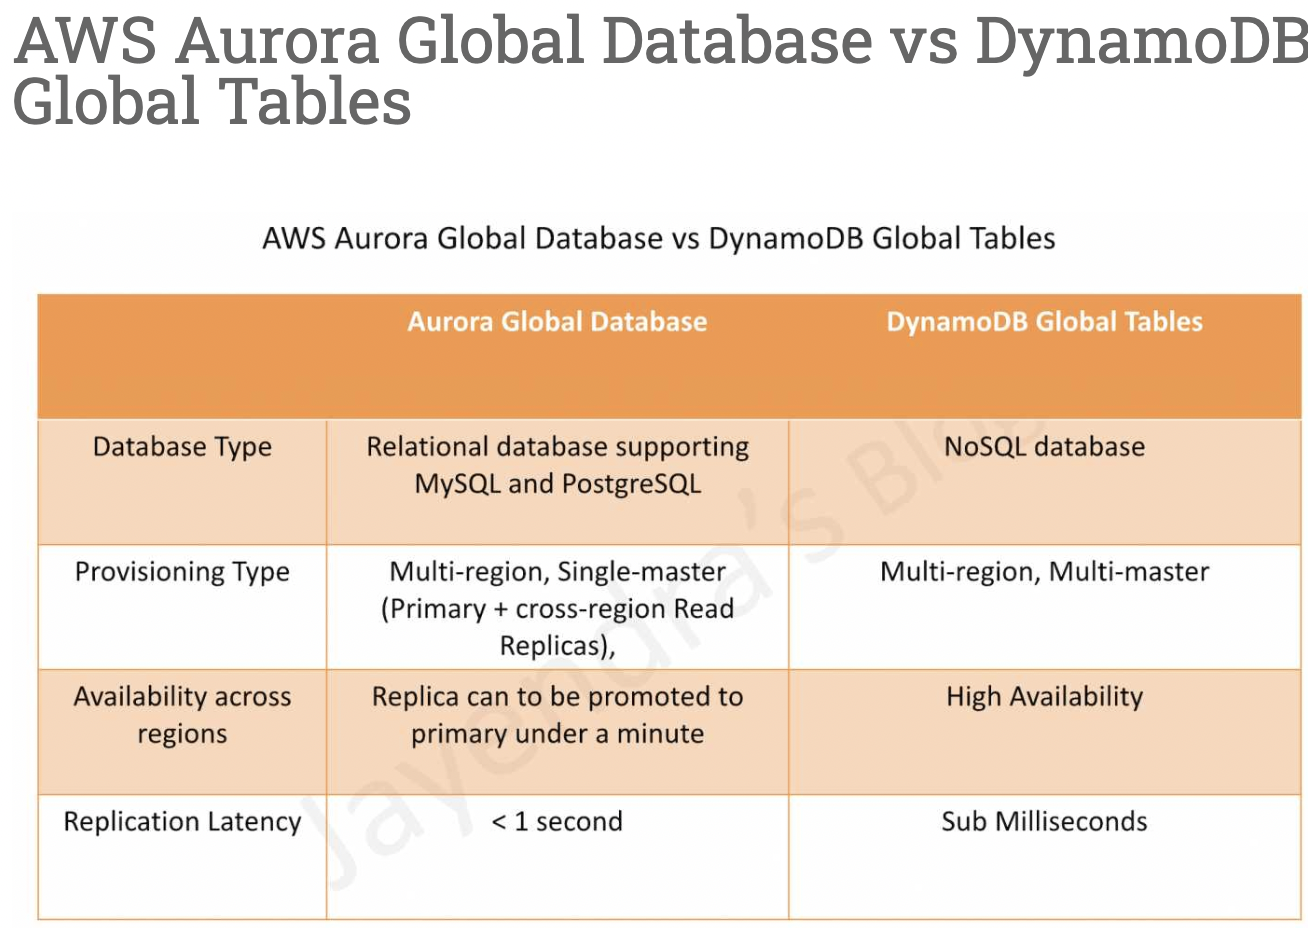 AWS Aurora Global Database vs DynamoDB
Global Tables
AWS Aurora Global Database vs DynamoDB Global Tables
Aurora Global Database
DynamoDB Global Tables
Database Type
Relational database supporting
MySQL and PostgreSQL
NoSQL database
Provisioning Type
Multi-region, Single-master
(Primary + cross-region Read
Replicas),
Multi-region, Multi-master
Availability across
regions
Replica can to be promoted to
primary under a minute
High Availability
Replication Latency
< 1 second
Sub Milliseconds
Jayendra's Blog